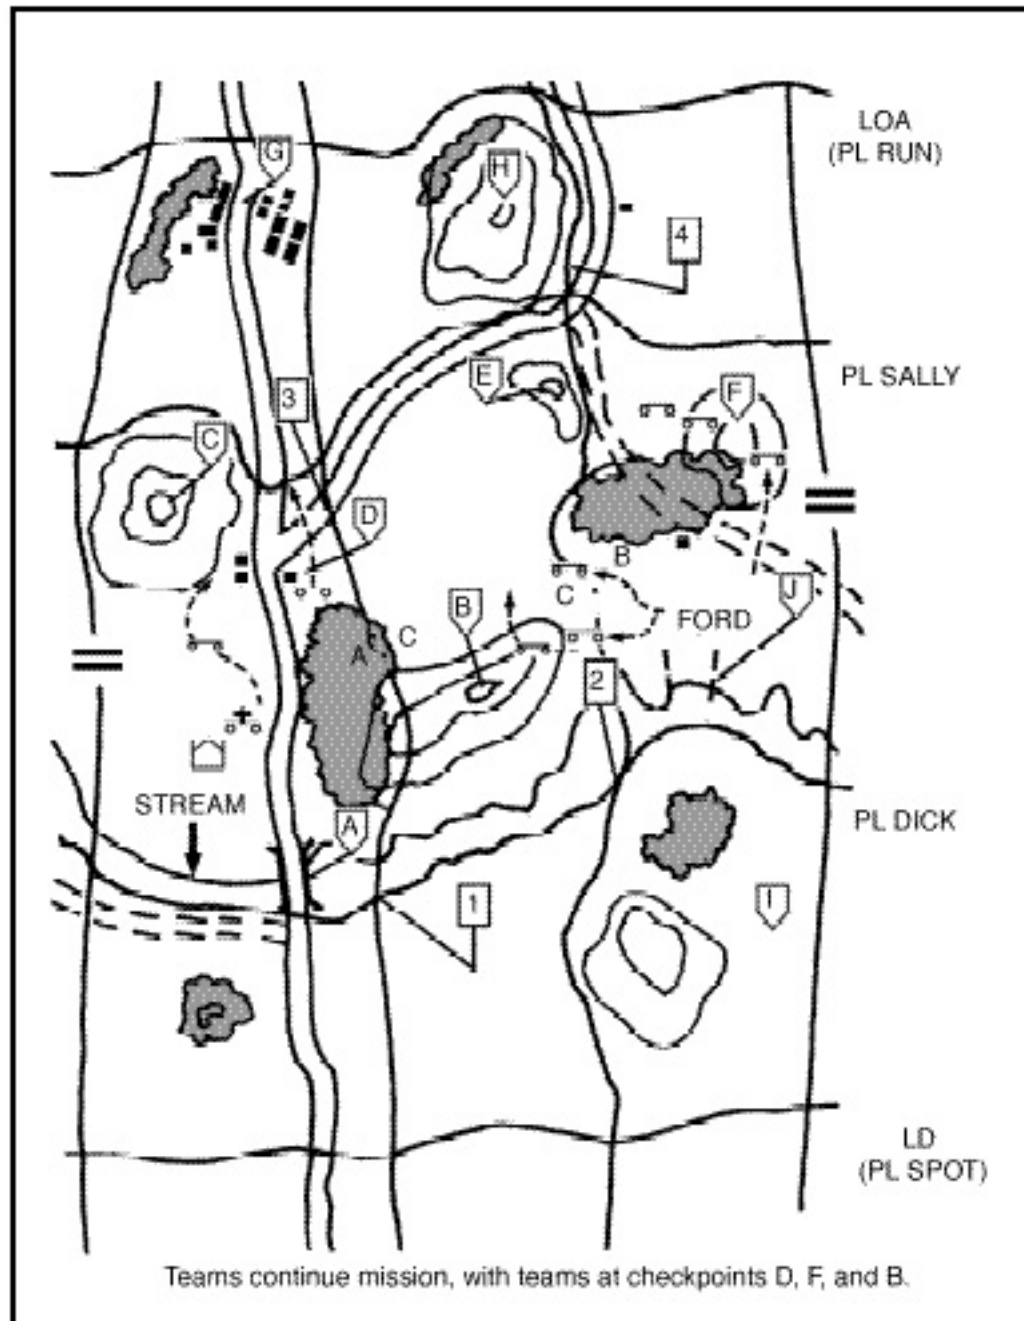 LOA
(PL RUN)
G
H
4
PL SALLY
E
F
3
C
D
B
C
J
B
C
A
FORD
2
STREAM
A
PL DICK
1
I
LD
(PL SPOT)
Teams continue mission, with teams at checkpoints D, F, and B.